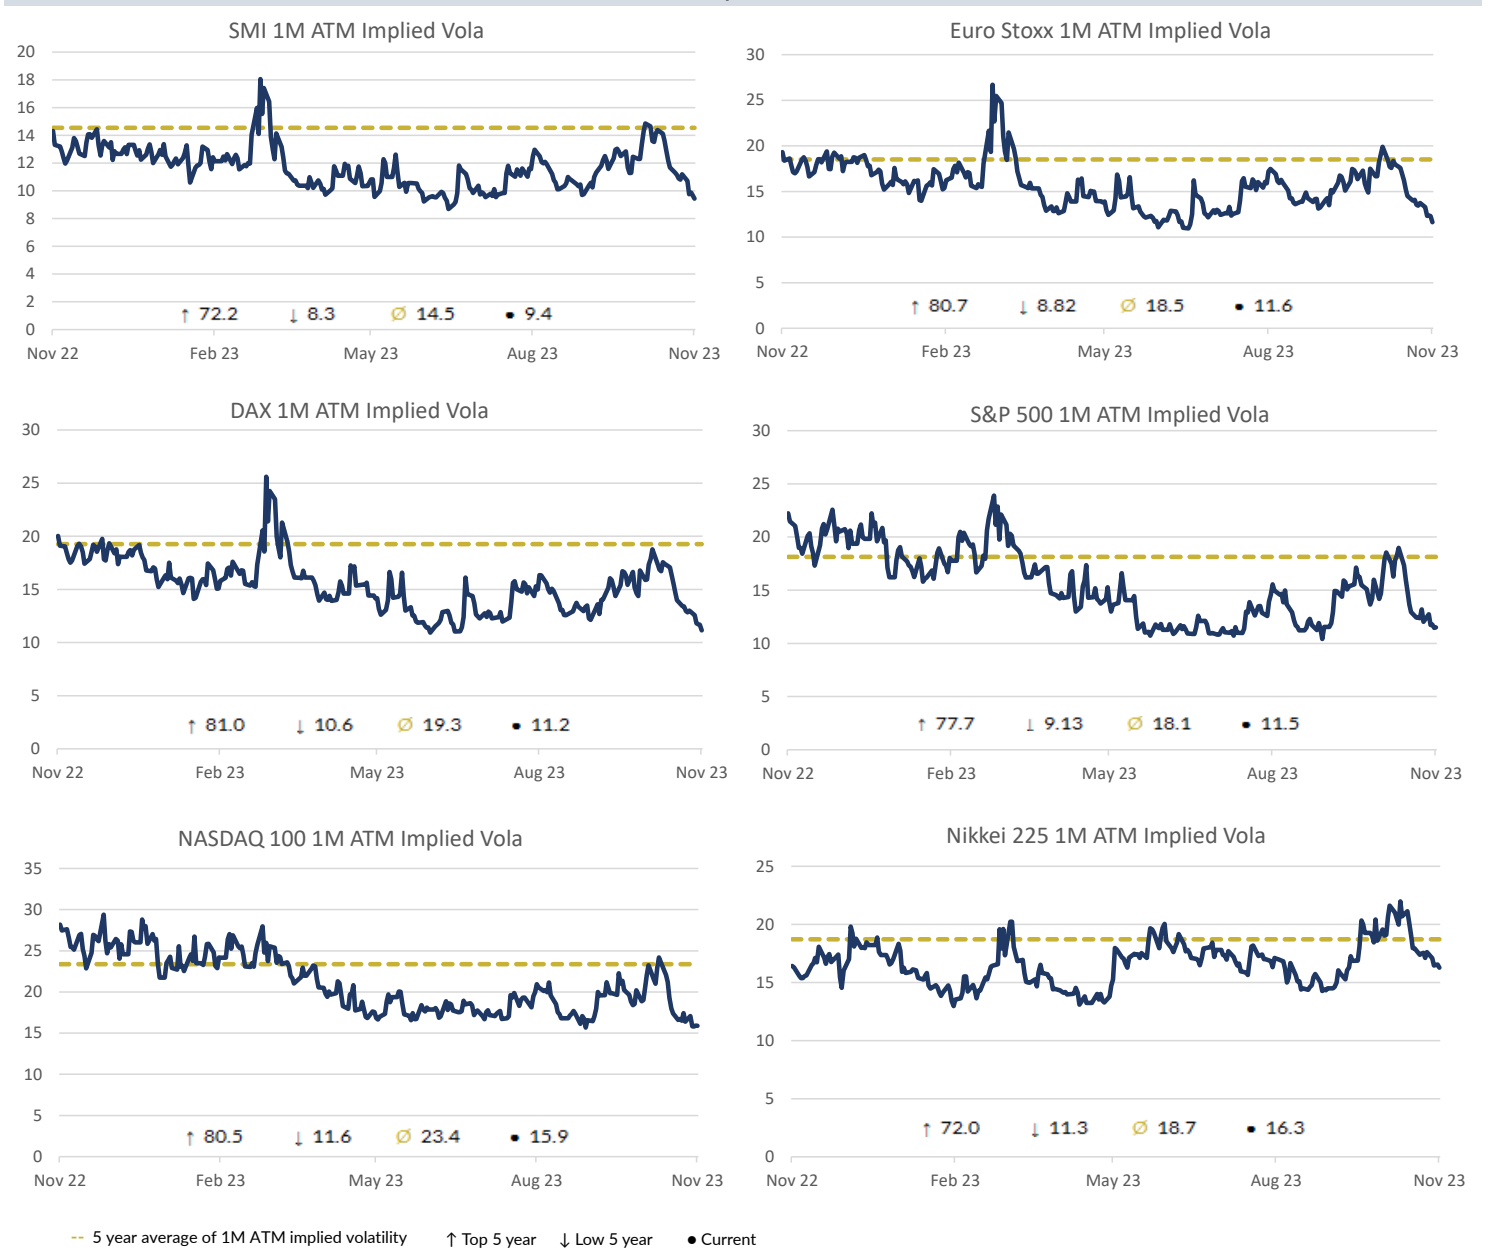 SMI 1M ATM Implied Vola
20
18
16
14
12
10
8
6
4
2
0
↑ 72.2 ↓ 8.3 Ø 14.5 ● 9.4
Nov 22 Feb 23 May 23 Aug 23 Nov 23
Euro Stoxx 1M ATM Implied Vola
30
25
20
15
10
5
0
↑ 80.7 ↓ 8.82 Ø 18.5 ● 11.6
Nov 22 Feb 23 May 23 Aug 23 Nov 23
DAX 1M ATM Implied Vola
30
25
20
15
10
5
0
↑ 81.0 ↓ 10.6 Ø 19.3 ● 11.2
Nov 22 Feb 23 May 23 Aug 23 Nov 23
S&P 500 1M ATM Implied Vola
30
25
20
15
10
5
0
↑ 77.7 ↓ 9.13 Ø 18.1 ● 11.5
Nov 22 Feb 23 May 23 Aug 23 Nov 23
NASDAQ 100 1M ATM Implied Vola
35
30
25
20
15
10
5
0
↑ 80.5 ↓ 11.6 Ø 23.4 ● 15.9
Nov 22 Feb 23 May 23 Aug 23 Nov 23
Nikkei 225 1M ATM Implied Vola
25
20
15
10
5
0
↑ 72.0 ↓ 11.3 Ø 18.7 ● 16.3
Nov 22 Feb 23 May 23 Aug 23 Nov 23
-- 5 year average of 1M ATM implied volatility ↑ Top 5 year ↓ Low 5 year ● Current